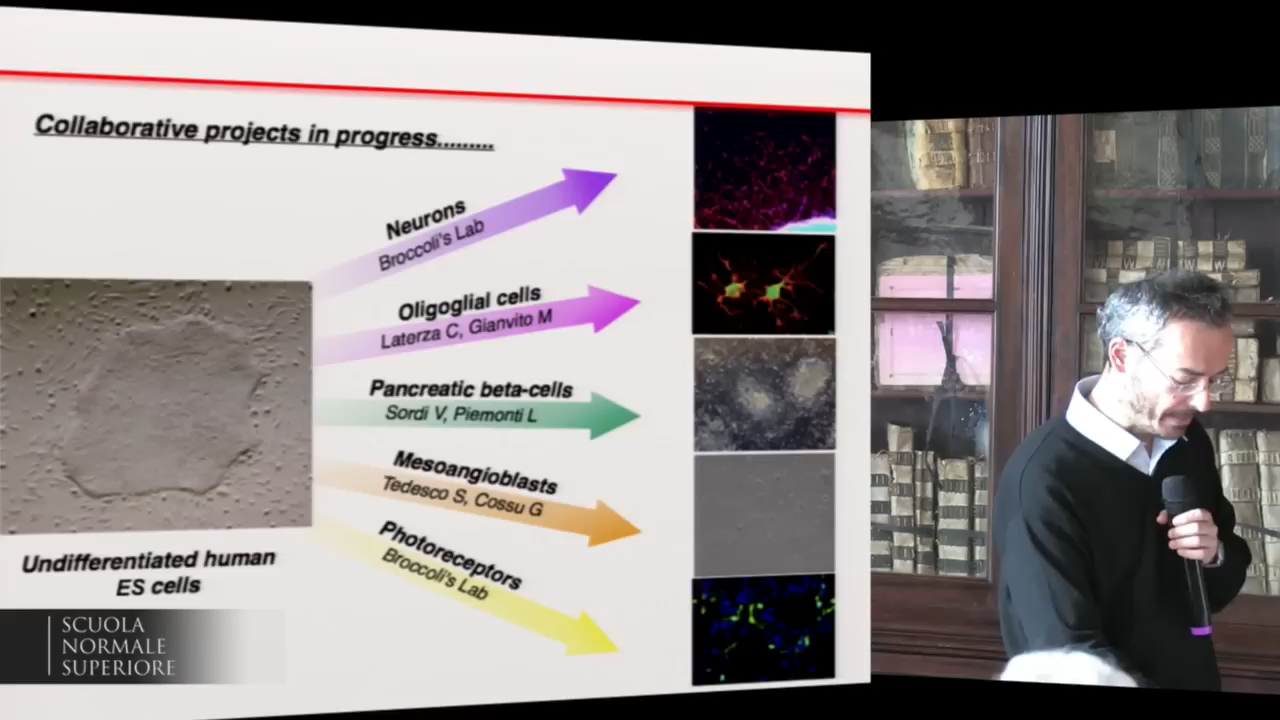 Collaborative projects in progress.........
Neurons
Broccoli's Lab
Oligoglial cells
Laterza C, Gianvito M
Pancreatic beta-cells
Sordi V, Piemonti L
Mesoangioblasts
Tedesco S, Cossu G
Photoreceptors
Broccoli's Lab
Undifferentiated human
ES cells
SCUOLA
NORMALE
SUPERIORE